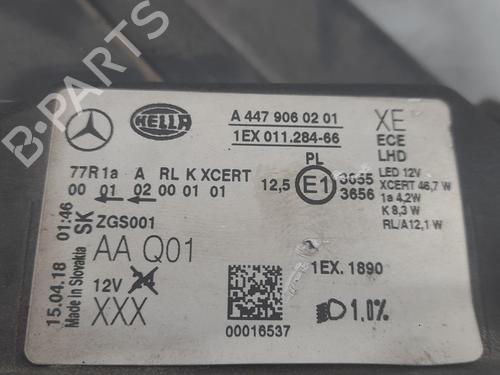 HELLA
A 447 906 02 01
1EX 011.284-66
XE
ECE
LHD
77R1a A RL K XCERT
00 01 02 00 01 01
PL
12,5 E1 3655
3656
LED 12V
XCERT 46,7 W
1a 4,2W
K 8,3 W
RL/A12,1 W
15.04.18 01:46
Made in Slovakia SK
ZGS001
AA Q01
12V
XXX
00016537
1EX. 1890
1.0%
B-PARTS